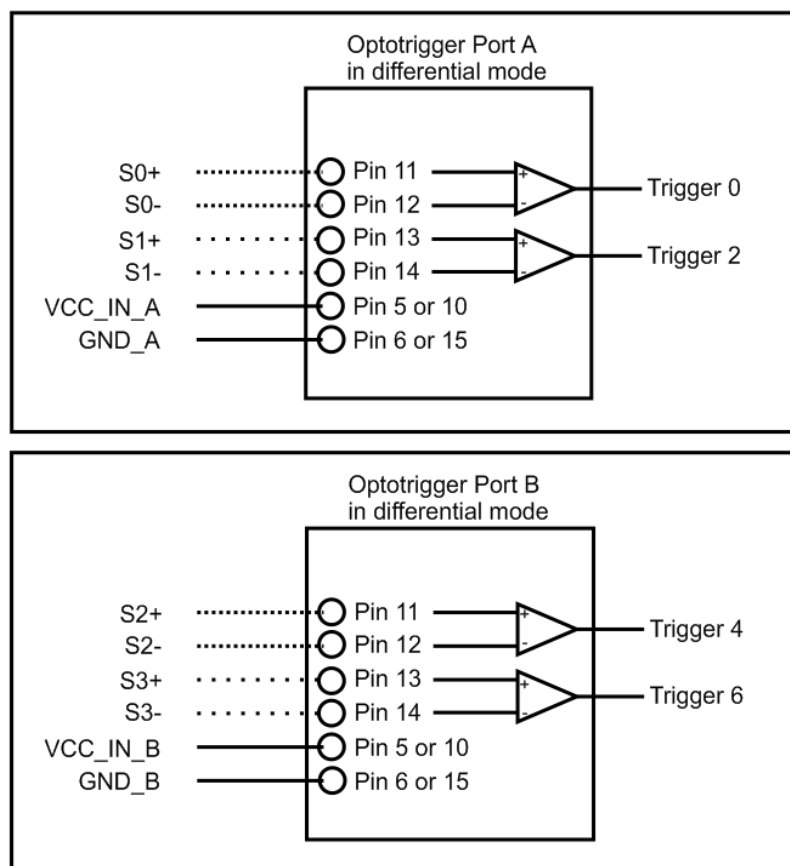 Optotrigger Port A
in differential mode
S0+ Pin 11 +
S0- Pin 12 - Trigger 0
S1+ Pin 13 +
S1- Pin 14 - Trigger 2
VCC_IN_A Pin 5 or 10
GND_A Pin 6 or 15
Optotrigger Port B
in differential mode
S2+ Pin 11 +
S2- Pin 12 - Trigger 4
S3+ Pin 13 +
S3- Pin 14 - Trigger 6
VCC_IN_B Pin 5 or 10
GND_B Pin 6 or 15